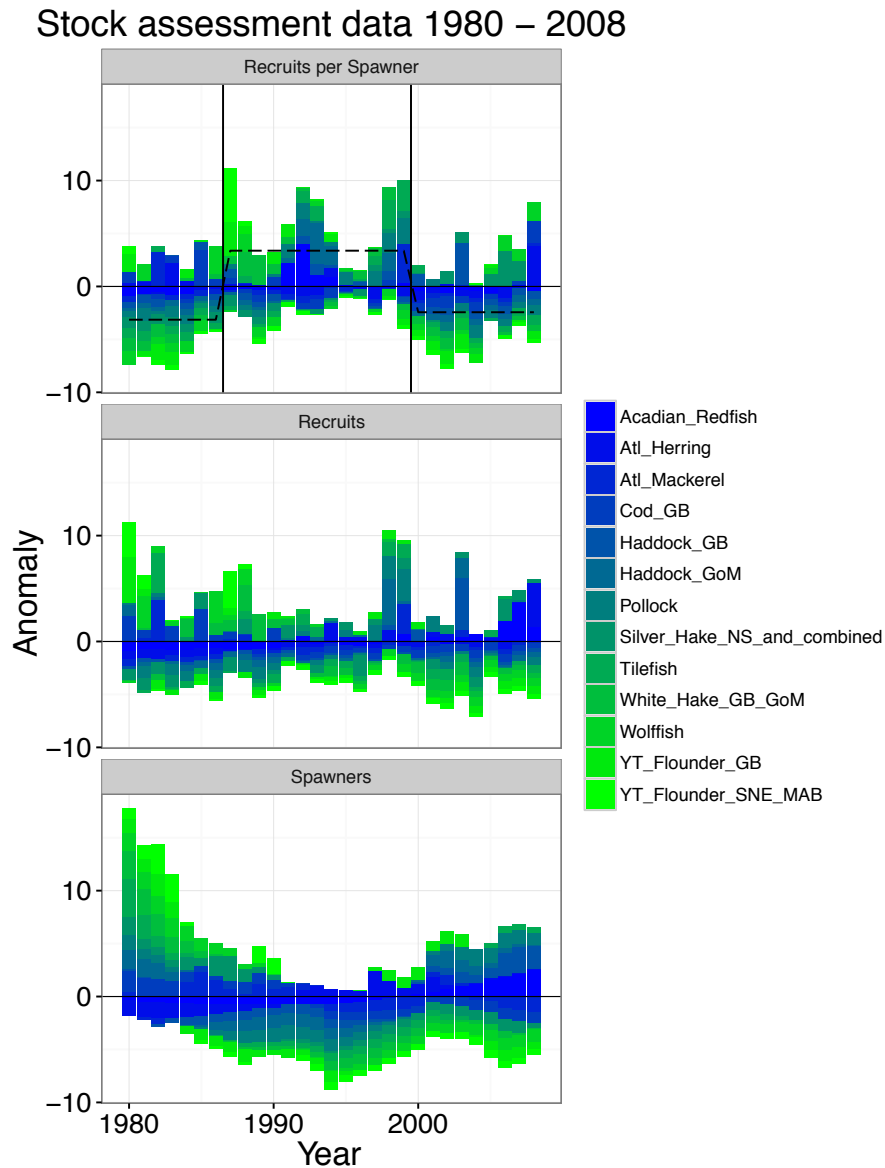 Stock assessment data 1980 – 2008
Recruits per Spawner
10
0
−10
Recruits
10
0
−10
Spawners
10
0
−10
1980 1990 2000
Year
Anomaly
Acadian_Redfish
Atl_Herring
Atl_Mackerel
Cod_GB
Haddock_GB
Haddock_GoM
Pollock
Silver_Hake_NS_and_combined
Tilefish
White_Hake_GB_GoM
Wolffish
YT_Flounder_GB
YT_Flounder_SNE_MAB